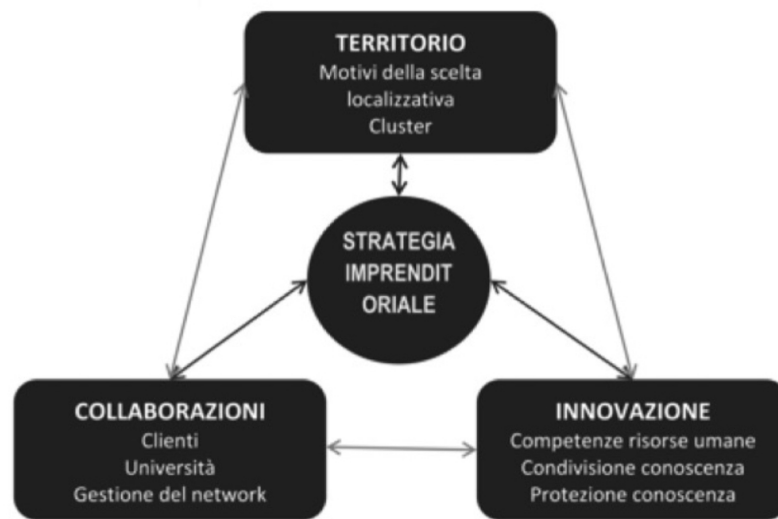 TERRITORIO
Motivi della scelta
localizzativa
Cluster
STRATEGIA
IMPRENDIT
ORIALE
COLLABORAZIONI
Clienti
Università
Gestione del network
INNOVAZIONE
Competenze risorse umane
Condivisione conoscenza
Protezione conoscenza